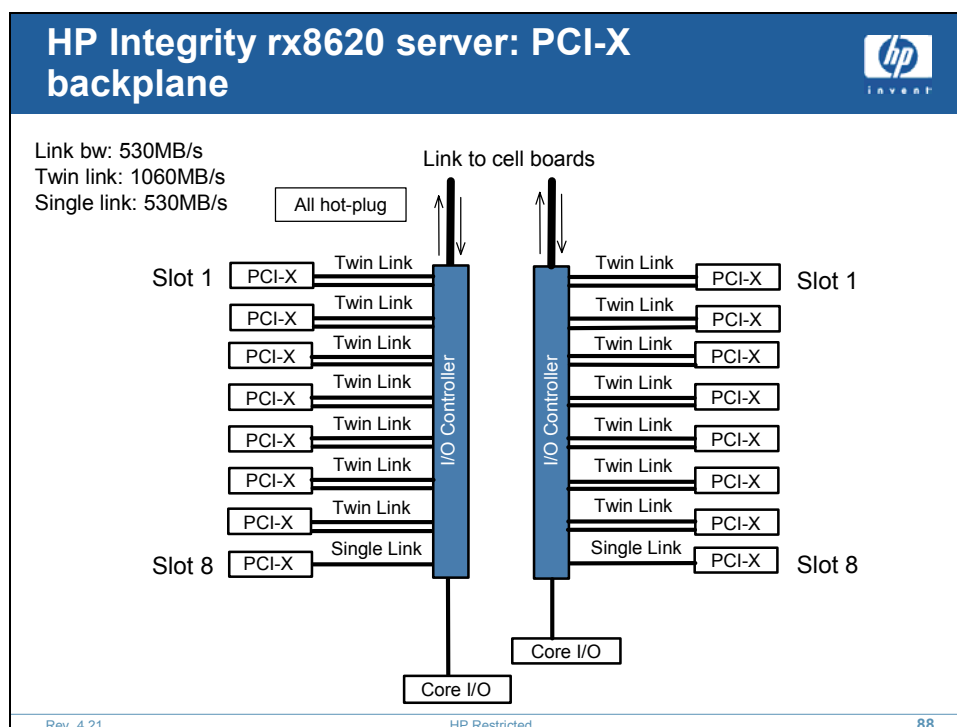 HP Integrity rx8620 server: PCI-X
backplane
hp
invent
Link bw: 530MB/s
Twin link: 1060MB/s
Single link: 530MB/s
All hot-plug
Link to cell boards
Slot 1
PCI-X
Twin Link
Twin Link
PCI-X
Slot 1
PCI-X
Twin Link
Twin Link
PCI-X
PCI-X
Twin Link
Twin Link
PCI-X
PCI-X
Twin Link
Twin Link
PCI-X
PCI-X
Twin Link
Twin Link
PCI-X
PCI-X
Twin Link
Twin Link
PCI-X
PCI-X
Twin Link
Twin Link
PCI-X
Slot 8
PCI-X
Single Link
Single Link
PCI-X
Slot 8
I/O Controller
I/O Controller
Core I/O
Core I/O
Rev. 4.21
HP Restricted
88